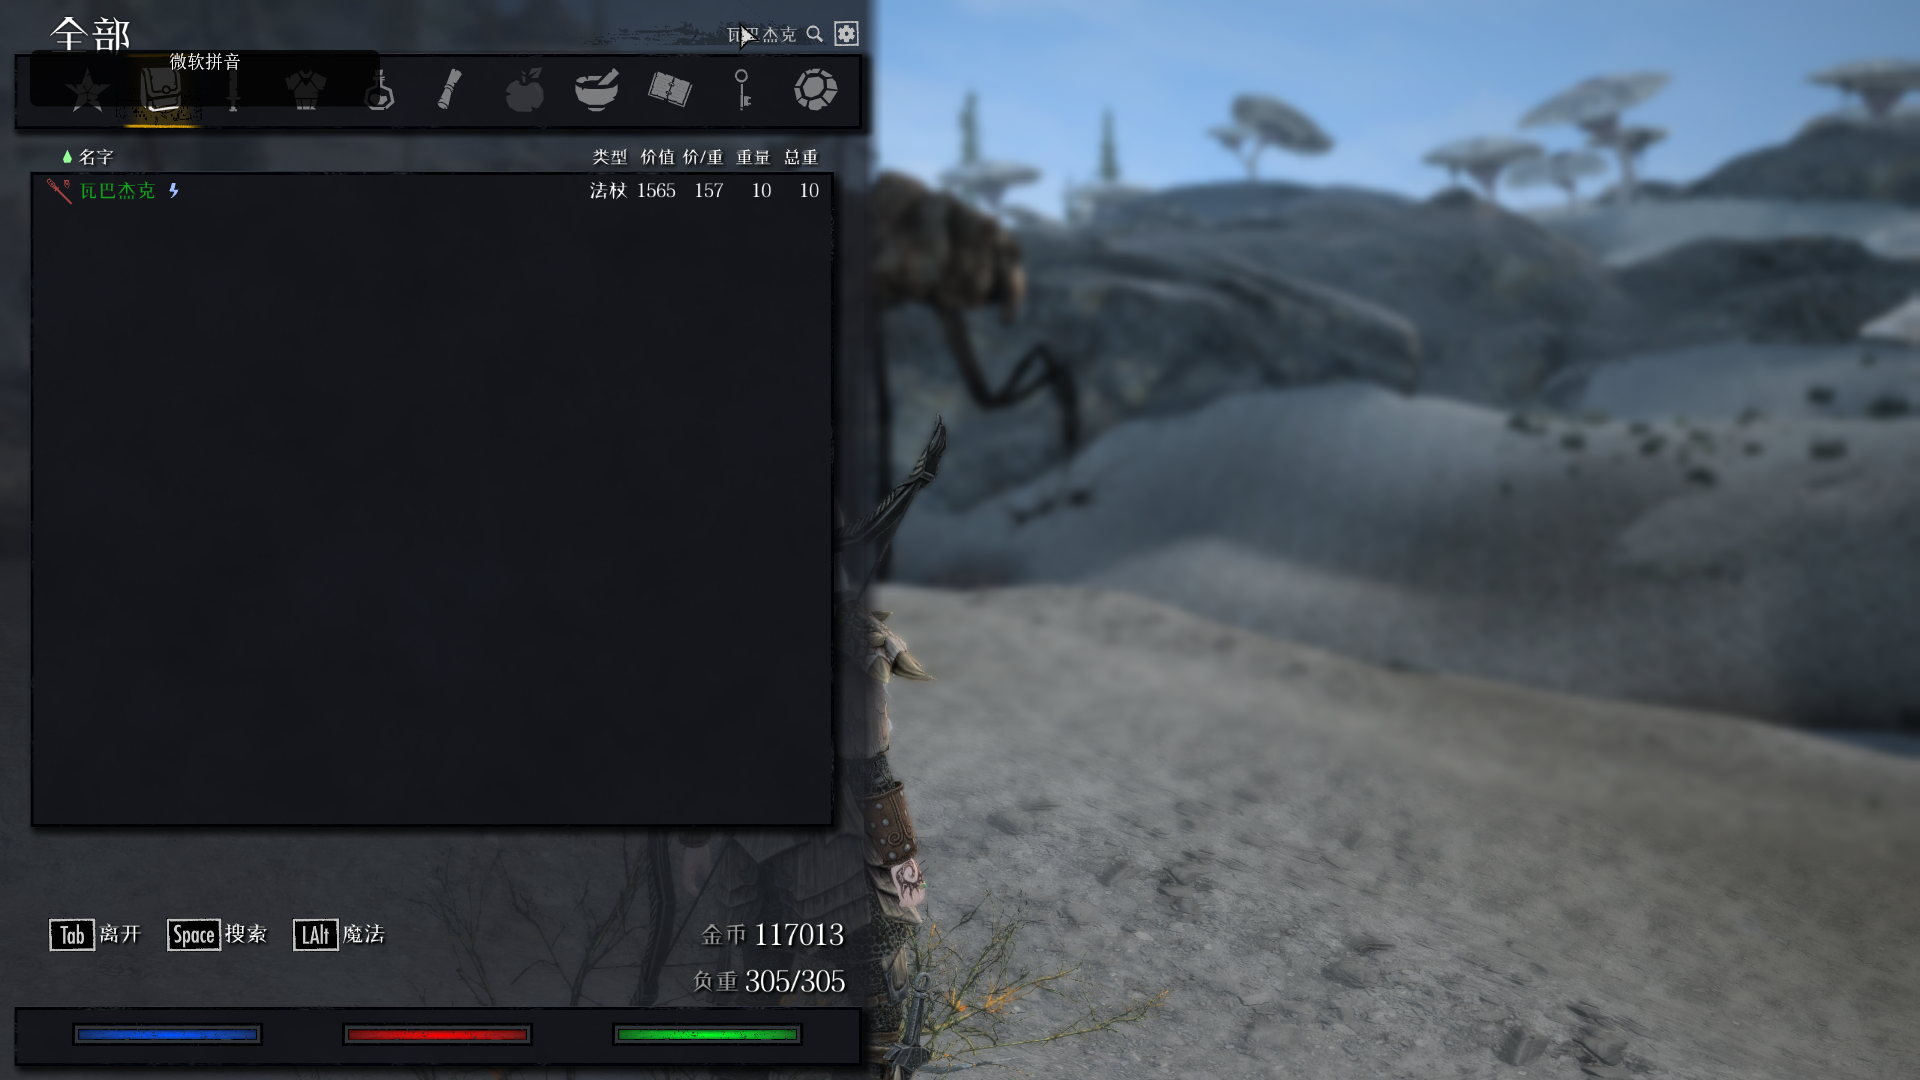 全部
瓦巴杰克
微软拼音
名字 类型 价值 价/重 重量 总重
瓦巴杰克 法杖 1565 157 10 10
Tab 离开 Space 搜索 LAlt 魔法
金币 117013
负重 305/305